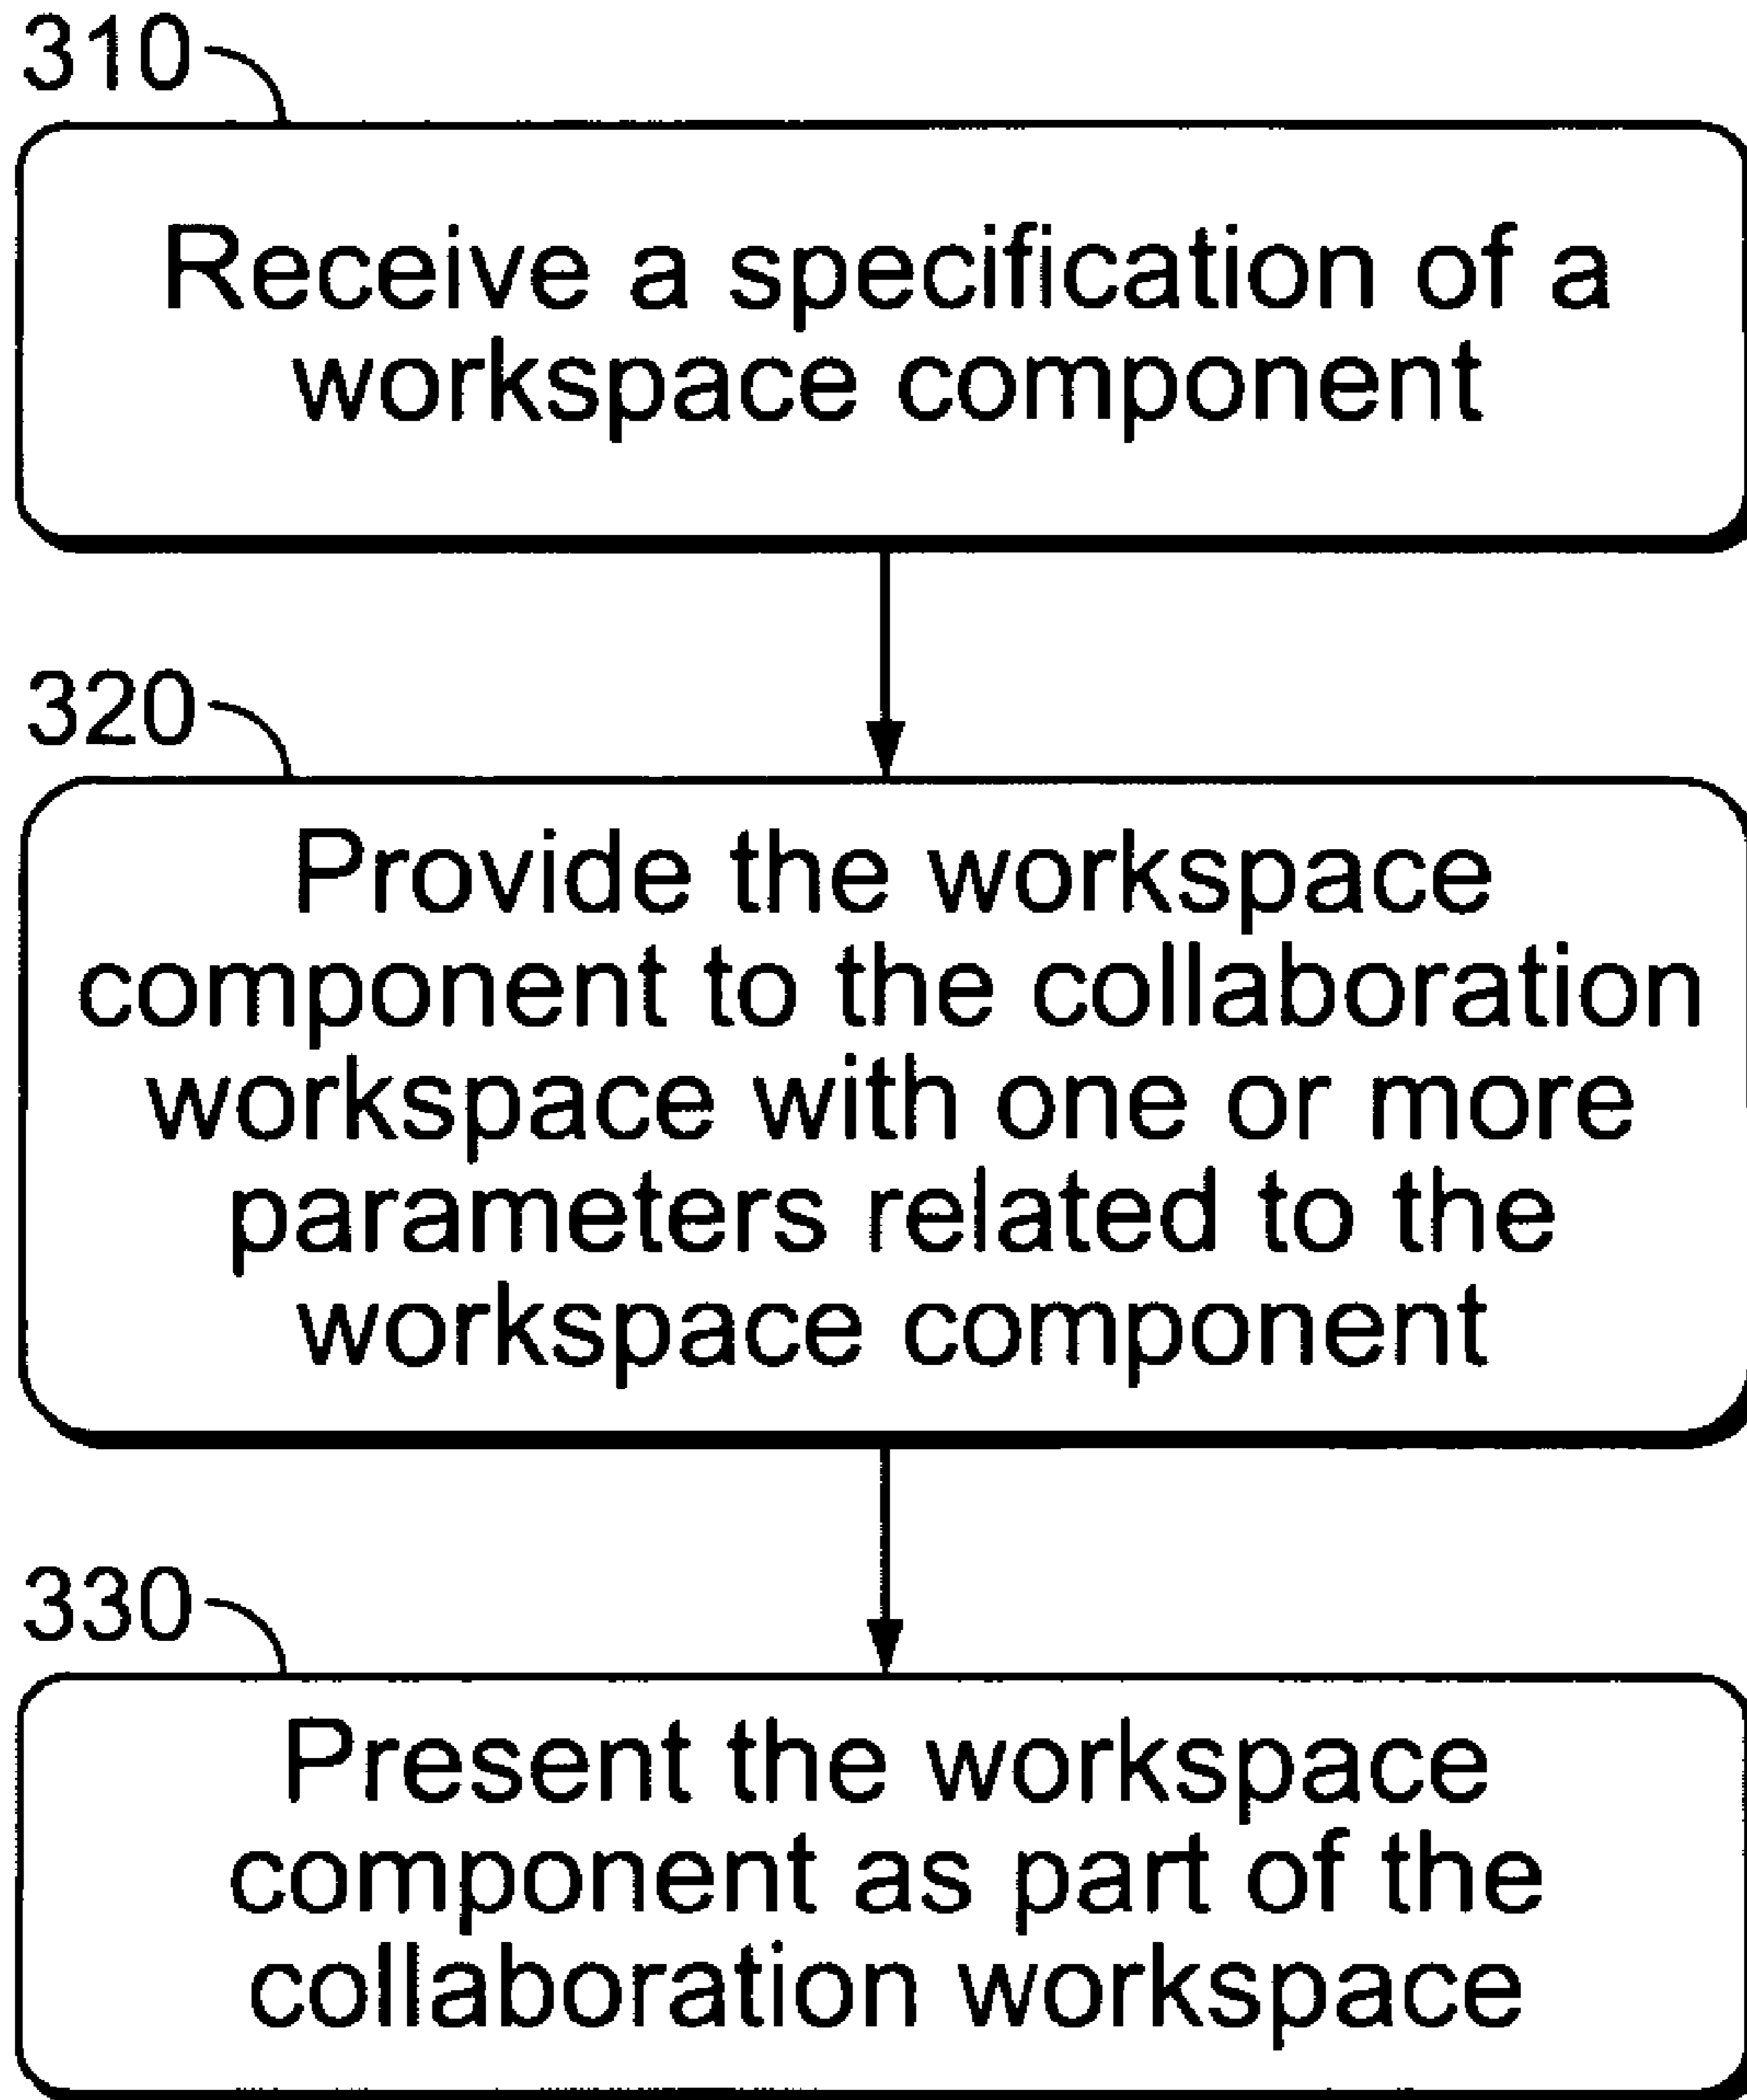 310
Receive a specification of a
workspace component
320
Provide the workspace
component to the collaboration
workspace with one or more
parameters related to the
workspace component
330
Present the workspace
component as part of the
collaboration workspace